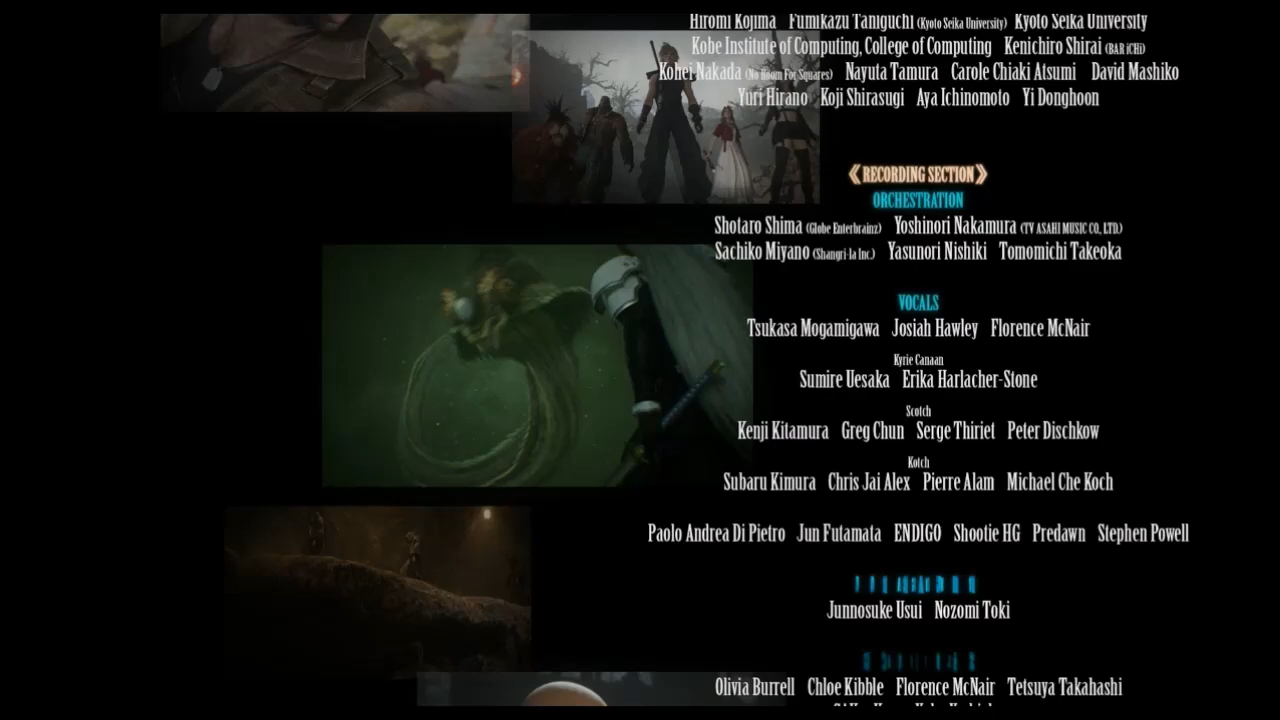 Hiromi Kojima Fumikazu Taniguchi (Kyoto Seika University) Kyoto Seika University
Kobe Institute of Computing, College of Computing Kenichiro Shirai (BAR iCHi)
Kohei Nakada (No Room For Squares) Nayuta Tamura Carole Chiaki Atsumi David Mashiko
Yuri Hirano Koji Shirasugi Aya Ichinomoto Yi Donghoon
《RECORDING SECTION》
ORCHESTRATION
Shotaro Shima (Globe Enterbrainz) Yoshinori Nakamura (TV ASAHI MUSIC CO., LTD.)
Sachiko Miyano (Shangri-la Inc.) Yasunori Nishiki Tomomichi Takeoka
VOCALS
Tsukasa Mogamigawa Josiah Hawley Florence McNair
Kyrie Canaan
Sumire Uesaka Erika Harlacher-Stone
Scotch
Kenji Kitamura Greg Chun Serge Thiriet Peter Dischkow
Kotch
Subaru Kimura Chris Jai Alex Pierre Alam Michael Che Koch
Paolo Andrea Di Pietro Jun Futamata ENDIGO Shootie HG Predawn Stephen Powell
Junnosuke Usui Nozomi Toki
Olivia Burrell Chloe Kibble Florence McNair Tetsuya Takahashi